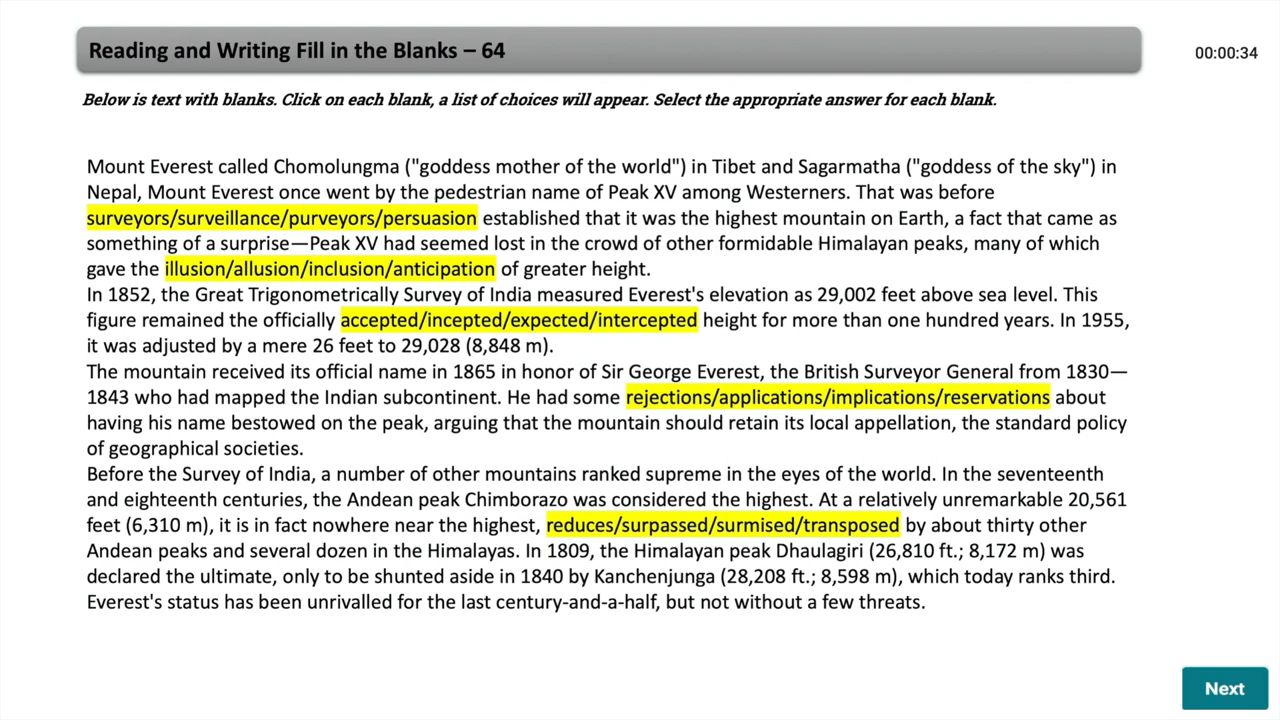 Reading and Writing Fill in the Blanks – 64
00:00:34
Below is text with blanks. Click on each blank, a list of choices will appear. Select the appropriate answer for each blank.
Mount Everest called Chomolungma ("goddess mother of the world") in Tibet and Sagarmatha ("goddess of the sky") in
Nepal, Mount Everest once went by the pedestrian name of Peak XV among Westerners. That was before
surveyors/surveillance/purveyors/persuasion established that it was the highest mountain on Earth, a fact that came as
something of a surprise—Peak XV had seemed lost in the crowd of other formidable Himalayan peaks, many of which
gave the illusion/allusion/inclusion/anticipation of greater height.
In 1852, the Great Trigonometrically Survey of India measured Everest's elevation as 29,002 feet above sea level. This
figure remained the officially accepted/incepted/expected/intercepted height for more than one hundred years. In 1955,
it was adjusted by a mere 26 feet to 29,028 (8,848 m).
The mountain received its official name in 1865 in honor of Sir George Everest, the British Surveyor General from 1830—
1843 who had mapped the Indian subcontinent. He had some rejections/applications/implications/reservations about
having his name bestowed on the peak, arguing that the mountain should retain its local appellation, the standard policy
of geographical societies.
Before the Survey of India, a number of other mountains ranked supreme in the eyes of the world. In the seventeenth
and eighteenth centuries, the Andean peak Chimborazo was considered the highest. At a relatively unremarkable 20,561
feet (6,310 m), it is in fact nowhere near the highest, reduces/surpassed/surmised/transposed by about thirty other
Andean peaks and several dozen in the Himalayas. In 1809, the Himalayan peak Dhaulagiri (26,810 ft.; 8,172 m) was
declared the ultimate, only to be shunted aside in 1840 by Kanchenjunga (28,208 ft.; 8,598 m), which today ranks third.
Everest's status has been unrivalled for the last century-and-a-half, but not without a few threats.
Next